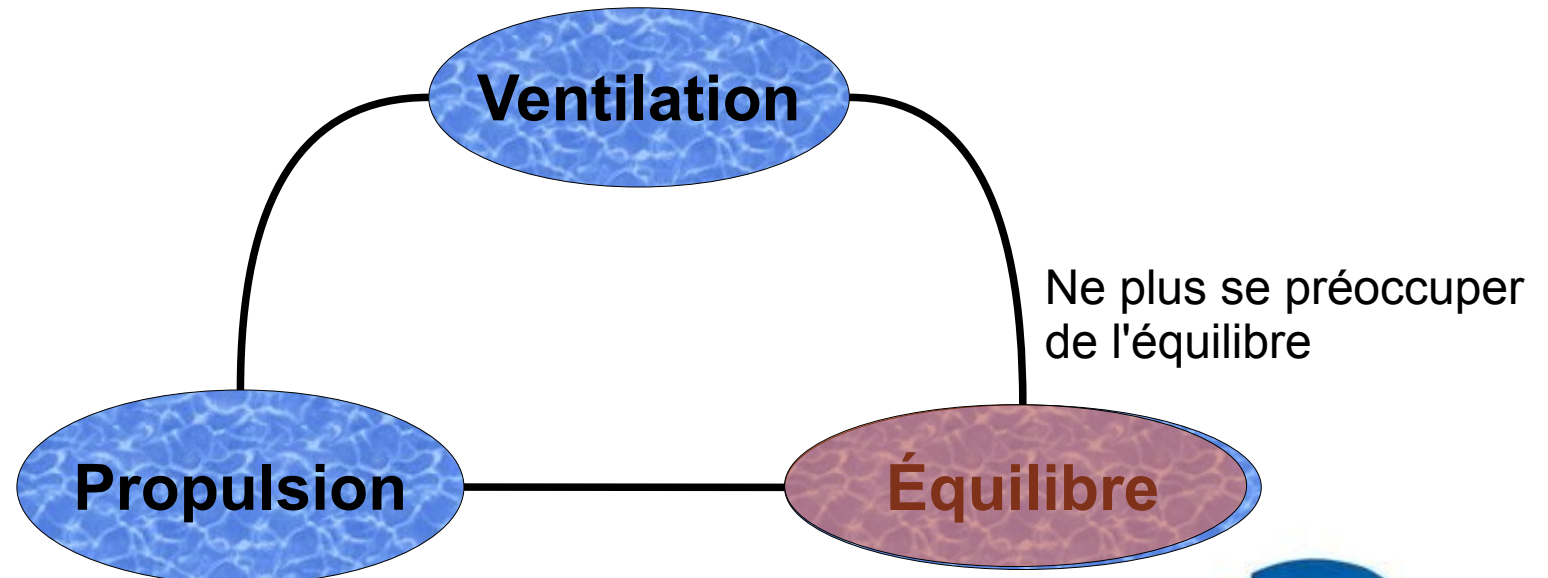 Ventilation
Ne plus se préoccuper
de l'équilibre
Propulsion
Équilibre